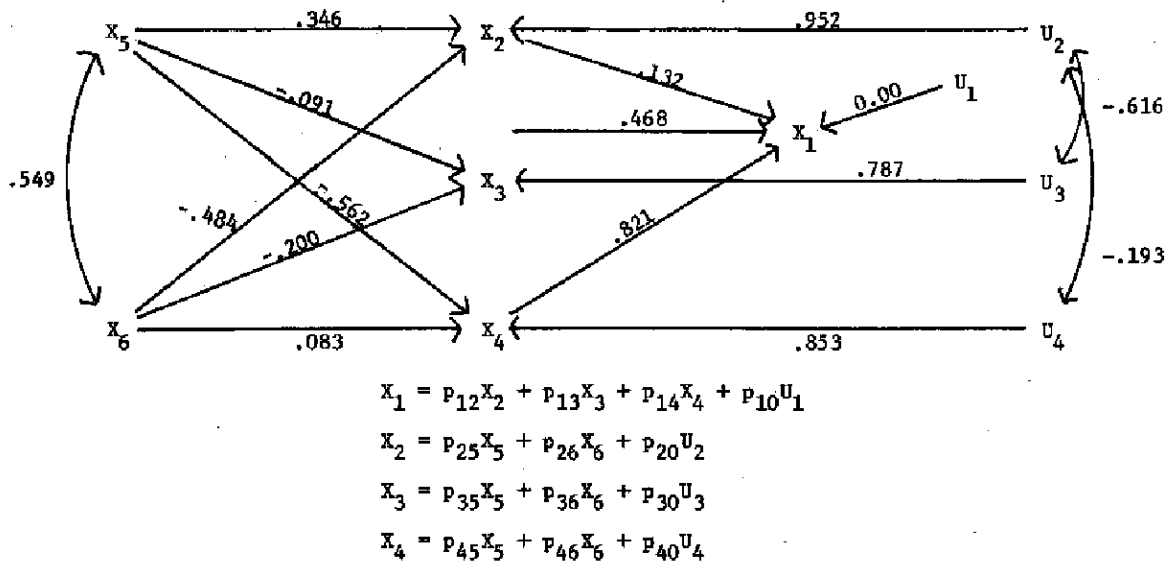 .346
.952
X5
X2
U2
.132
U1
-.091
0.00
-.616
.468
X1
.549
X3
.787
U3
-.562
-.484
.821
-.200
-.193
X6
X4
U4
.083
.853
X1 = p12X2 + p13X3 + p14X4 + p10U1
X2 = p25X5 + p26X6 + p20U2
X3 = p35X5 + p36X6 + p30U3
X4 = p45X5 + p46X6 + p40U4